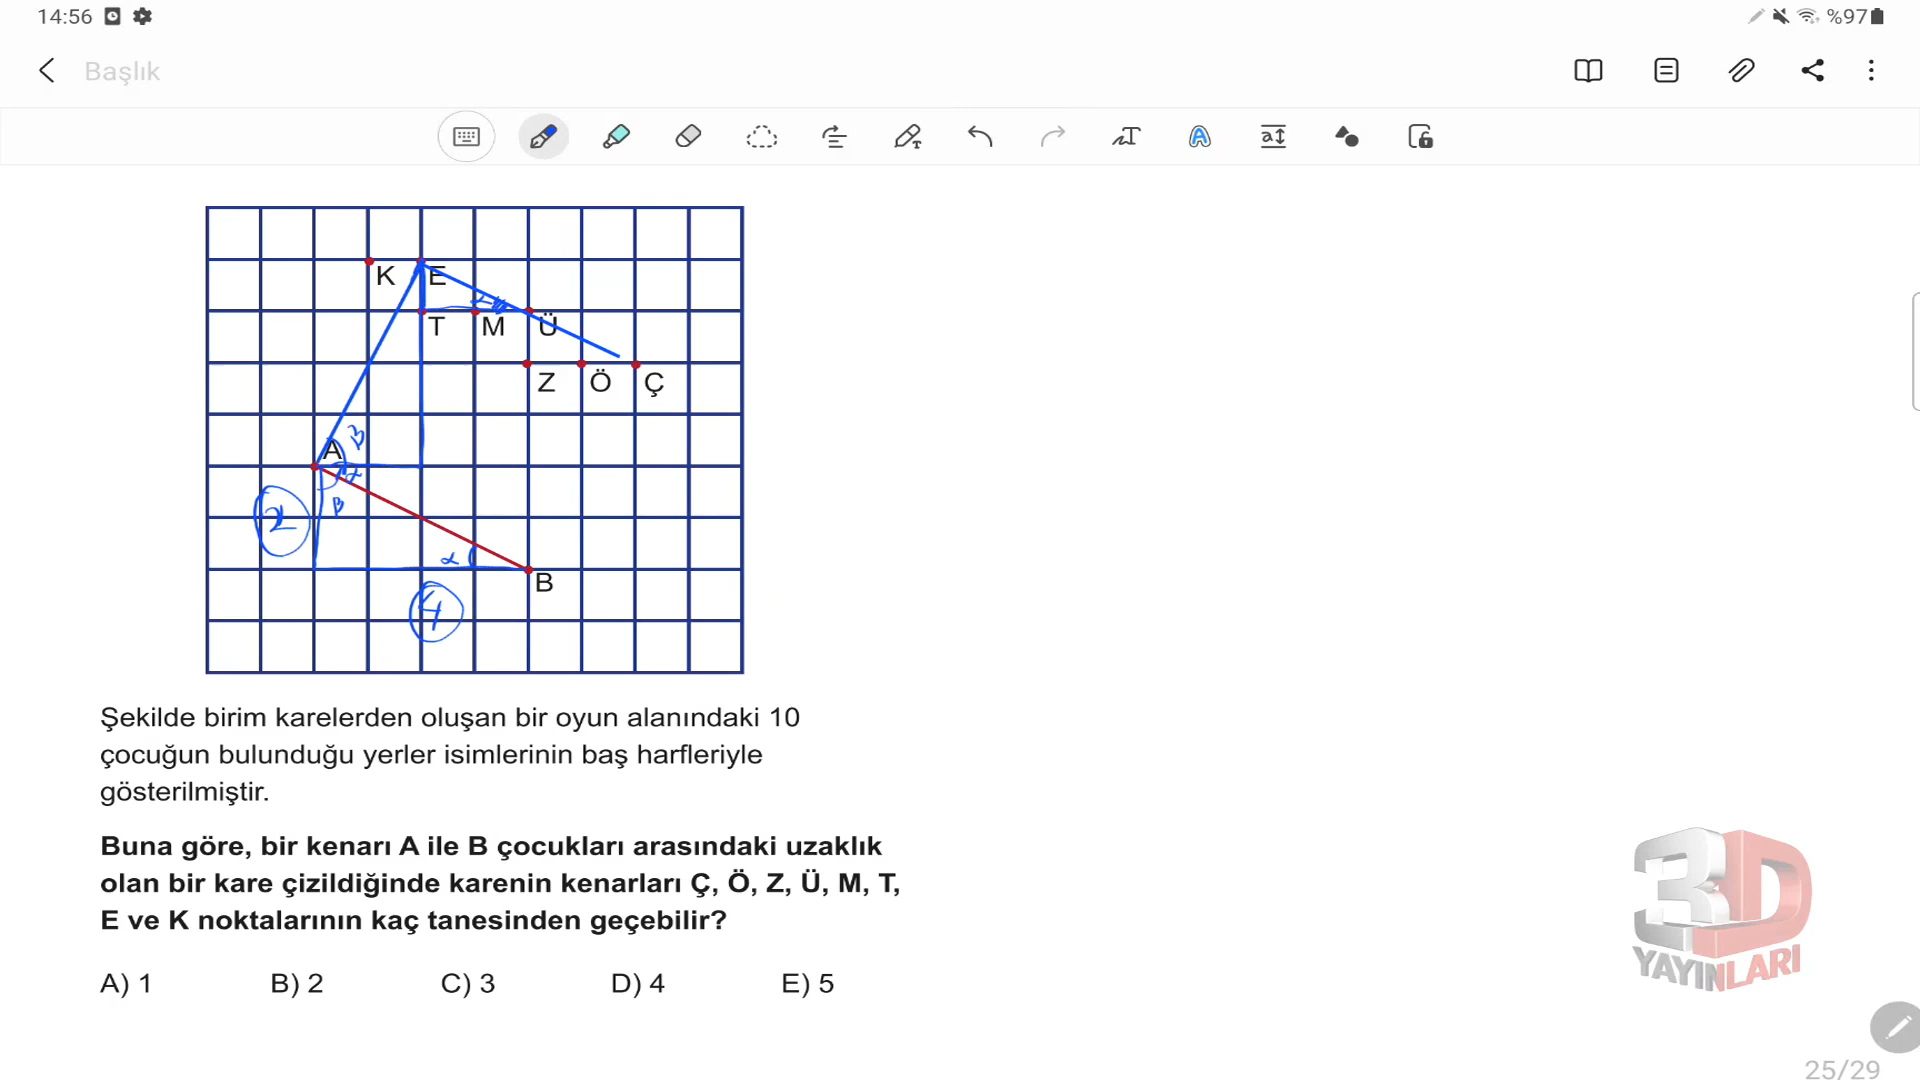 14:56
%97
Başlık
K E
T M Ü
Z Ö Ç
A β
α
2 β
α
B
4
Şekilde birim karelerden oluşan bir oyun alanındaki 10
çocuğun bulunduğu yerler isimlerinin baş harfleriyle
gösterilmiştir.
Buna göre, bir kenarı A ile B çocukları arasındaki uzaklık
olan bir kare çizildiğinde karenin kenarları Ç, Ö, Z, Ü, M, T,
E ve K noktalarının kaç tanesinden geçebilir?
A) 1 B) 2 C) 3 D) 4 E) 5
3D
YAYINLARI
25/29